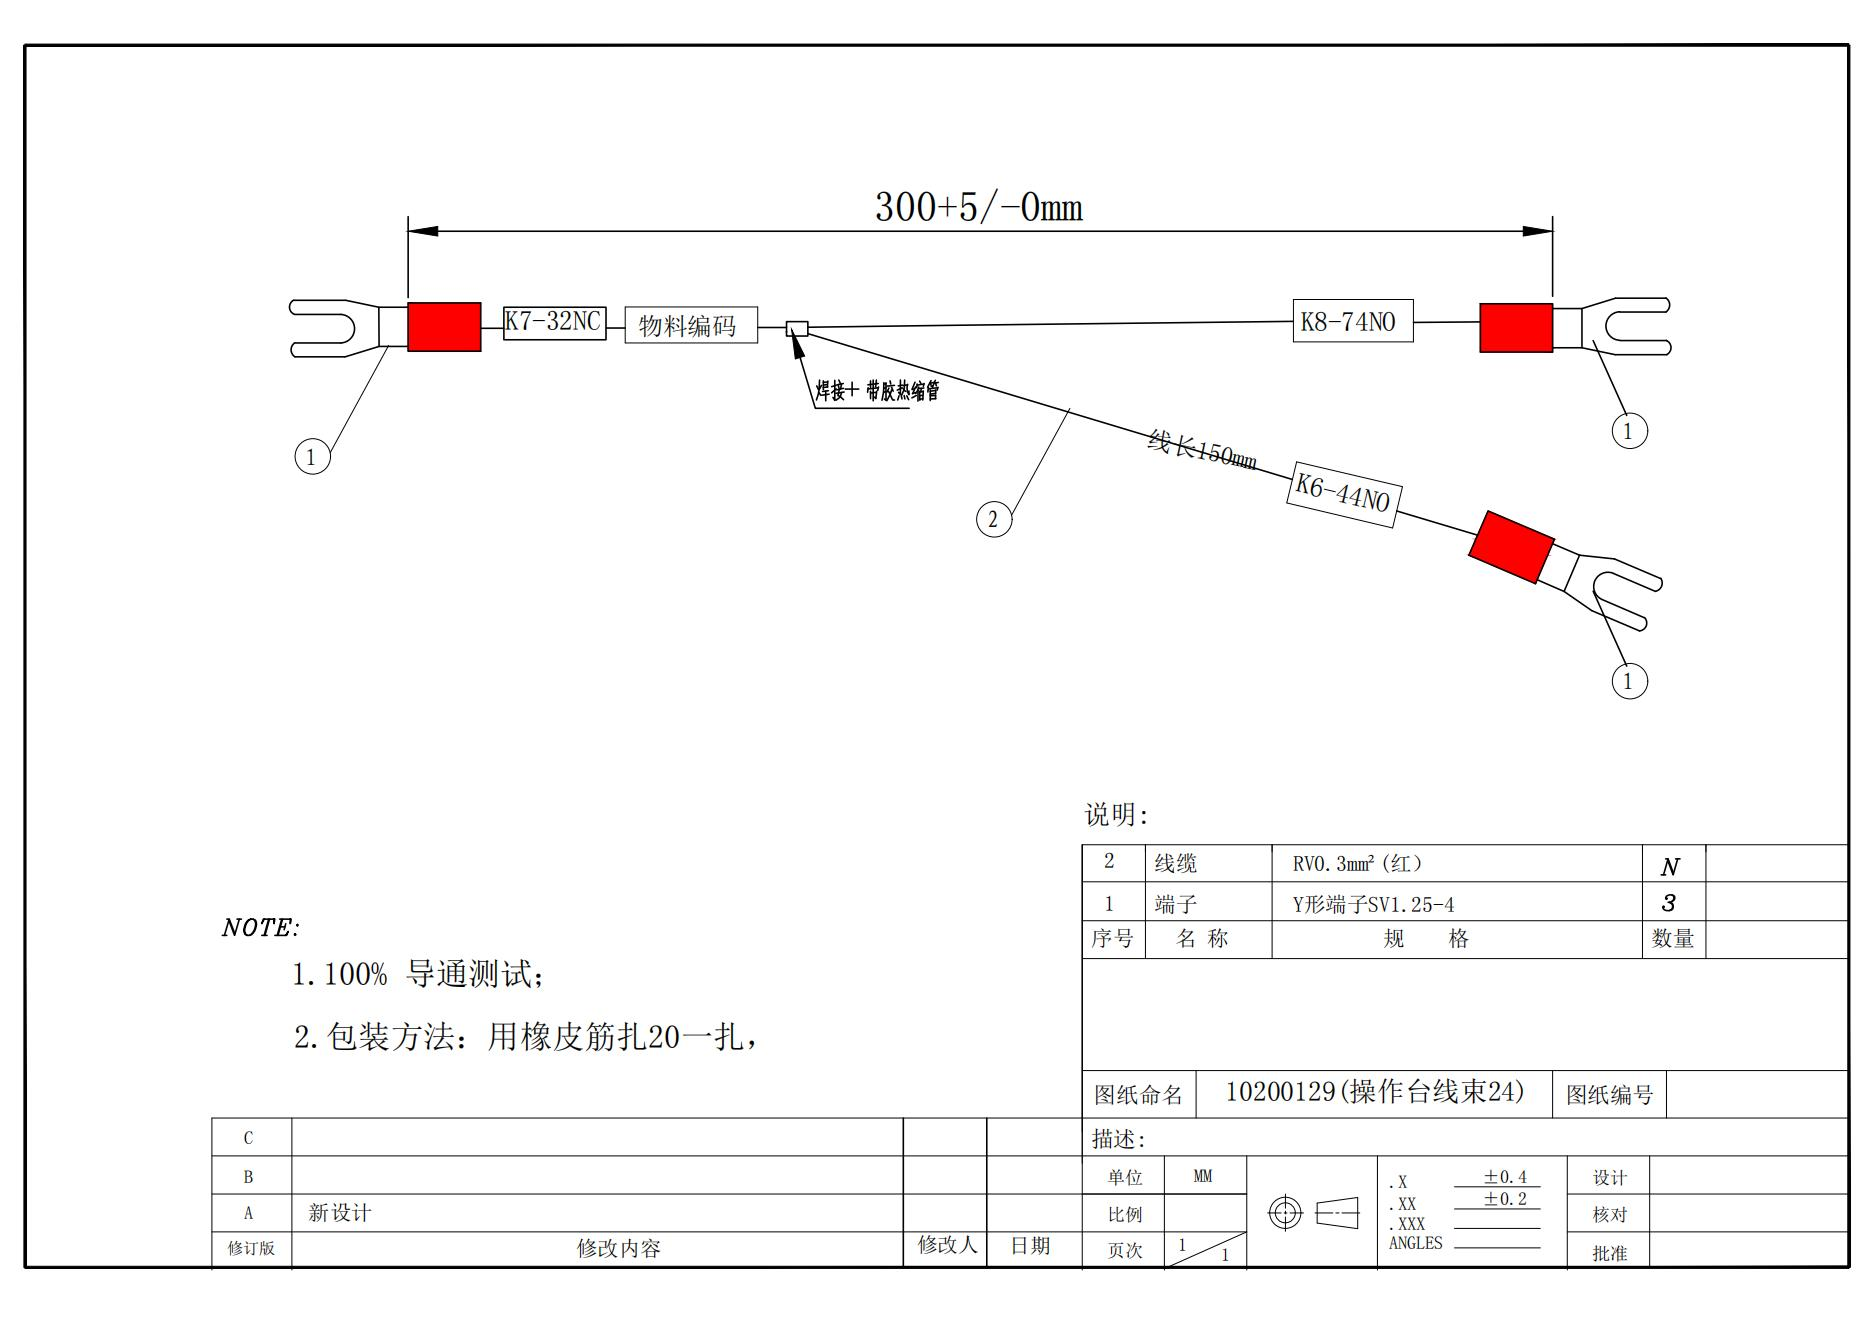 300+5/-0mm
K7-32NC
物料编码
K8-74NO
焊接+ 带胶热缩管
1
1
线长150mm
K6-44NO
2
1
说明:
2 线缆 RV0.3mm²(红) N
1 端子 Y形端子SV1.25-4 3
序号 名 称 规 格 数量
NOTE:
1.100% 导通测试;
2.包装方法: 用橡皮筋扎20一扎,
图纸命名 10200129(操作台线束24) 图纸编号
C 描述:
B 单位 MM .X ±0.4 设计
.XX ±0.2
A 新设计 比例 .XXX 核对
ANGLES
修订版 修改内容 修改人 日期 页次 1 1 批准